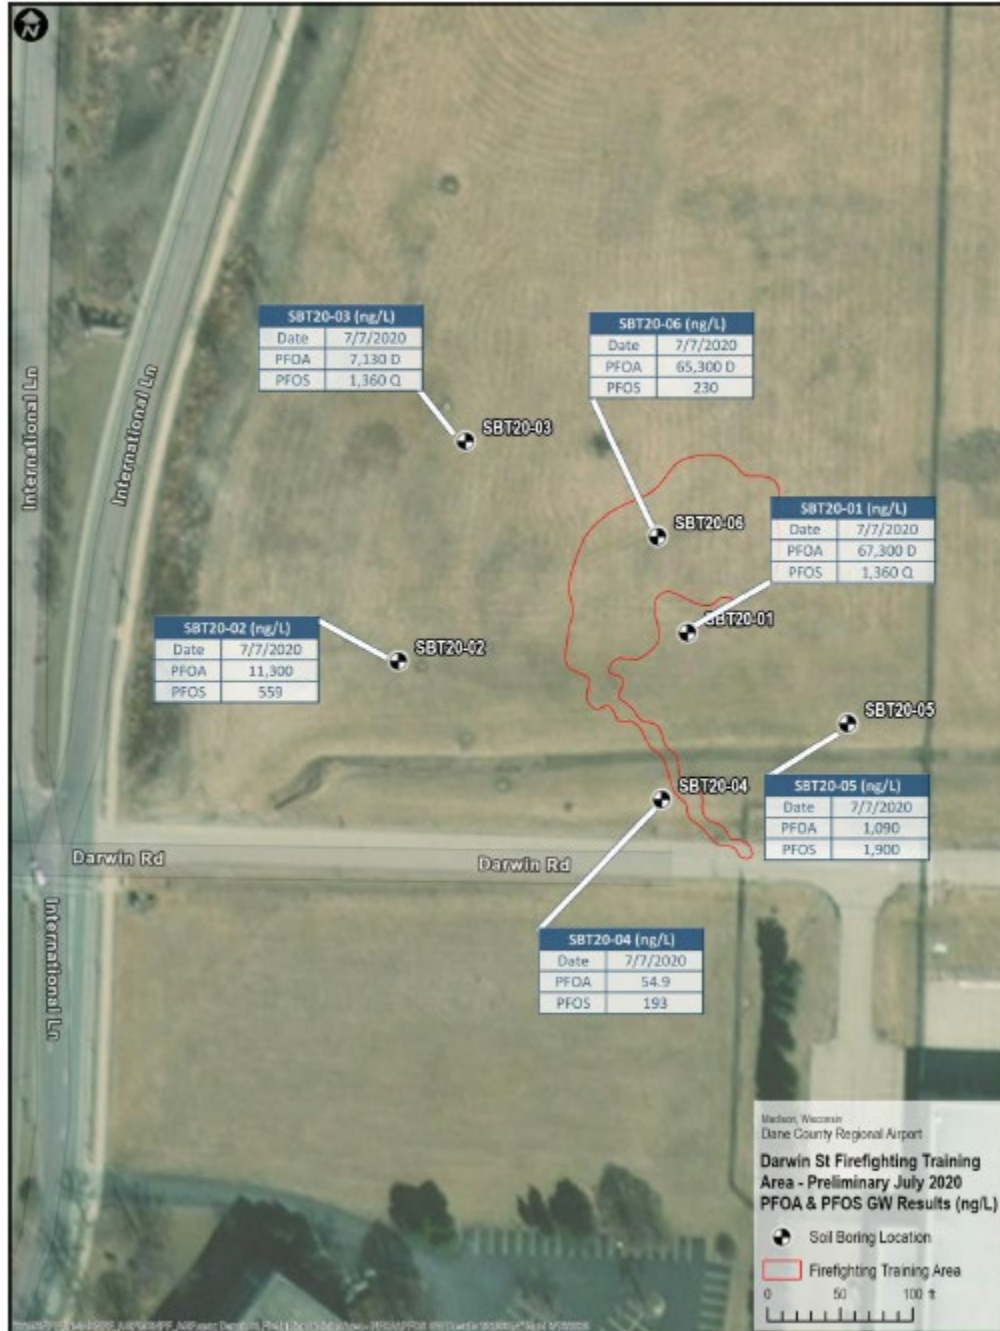 N
SBT20-03 (ng/L)
Date 7/7/2020
PFOA 7,130 D
PFOS 1,360 Q
SBT20-06 (ng/L)
Date 7/7/2020
PFOA 65,300 D
PFOS 230
International Ln
International Ln
SBT20-03
SBT20-06
SBT20-01 (ng/L)
Date 7/7/2020
PFOA 67,300 D
PFOS 1,360 Q
SBT20-01
SBT20-02 (ng/L)
Date 7/7/2020
PFOA 11,300
PFOS 559
SBT20-02
SBT20-05
SBT20-04
SBT20-05 (ng/L)
Date 7/7/2020
PFOA 1,090
PFOS 1,900
Darwin Rd
Darwin Rd
International Ln
SBT20-04 (ng/L)
Date 7/7/2020
PFOA 54.9
PFOS 193
Madison, Wisconsin
Dane County Regional Airport
Darwin St Firefighting Training
Area - Preliminary July 2020
PFOA & PFOS GW Results (ng/L)
Soil Boring Location
Firefighting Training Area
0 50 100 ft